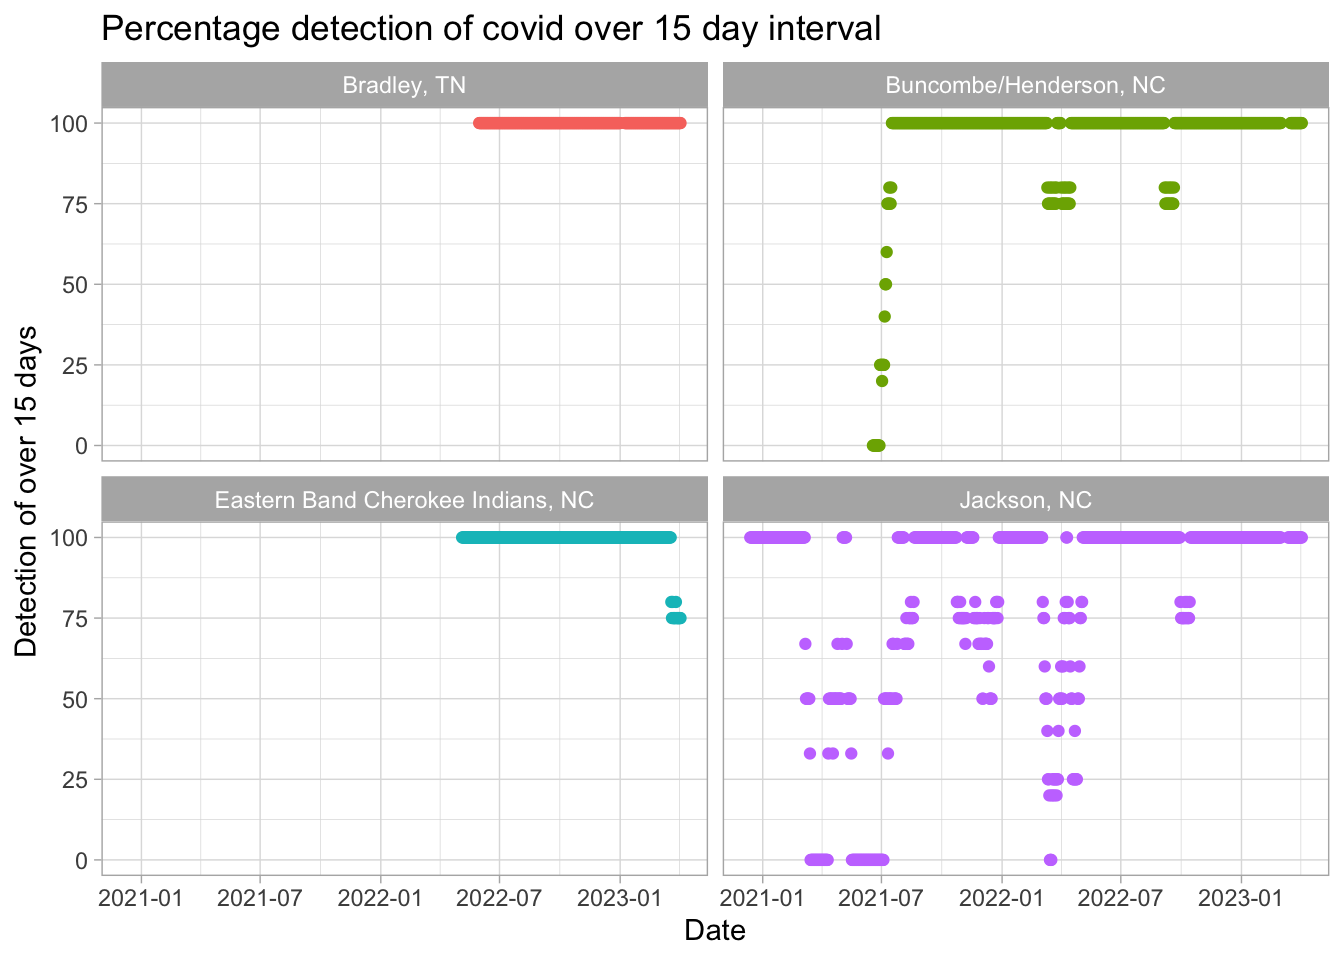 Percentage detection of covid over 15 day interval
Bradley, TN
Buncombe/Henderson, NC
100
75
50
25
0
Eastern Band Cherokee Indians, NC
Jackson, NC
100
75
50
25
0
Detection of over 15 days
2021-01 2021-07 2022-01 2022-07 2023-01
2021-01 2021-07 2022-01 2022-07 2023-01
Date